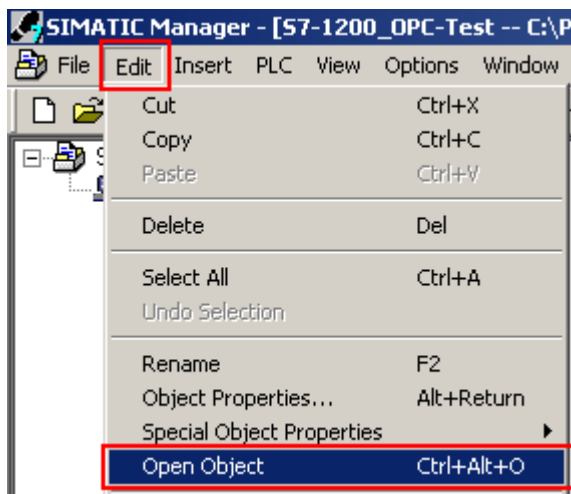 SIMATIC Manager - [S7-1200_OPC-Test -- C:\P
File Edit Insert PLC View Options Window
Cut Ctrl+X
Copy Ctrl+C
Paste Ctrl+V
Delete Del
Select All Ctrl+A
Undo Selection
Rename F2
Object Properties... Alt+Return
Special Object Properties
Open Object Ctrl+Alt+O